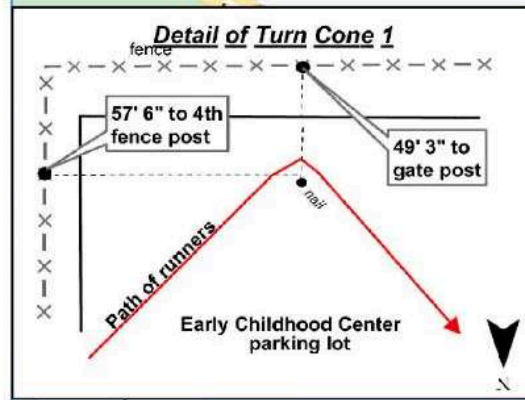 Detail of Turn Cone 1
fence
57' 6" to 4th
fence post
49' 3" to
gate post
nail
Path of runners
Early Childhood Center
parking lot
N